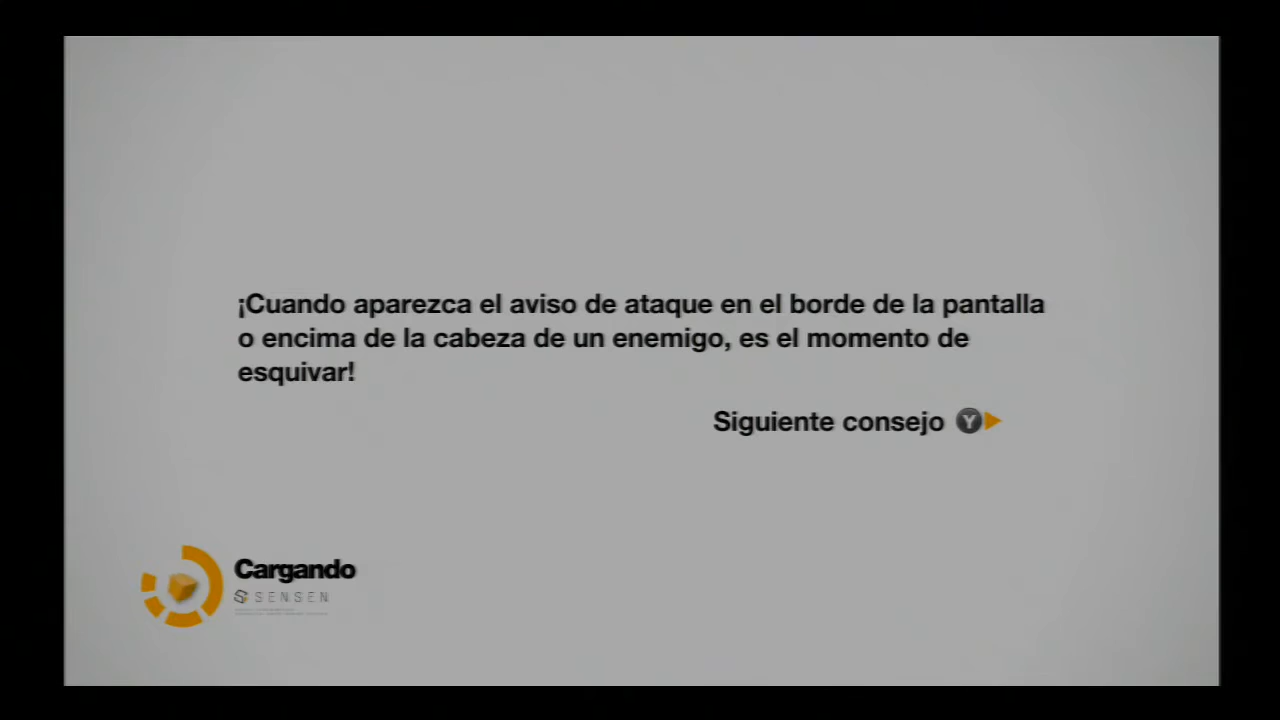 ¡Cuando aparezca el aviso de ataque en el borde de la pantalla
o encima de la cabeza de un enemigo, es el momento de
esquivar!
Siguiente consejo Y
Cargando
SENSEN